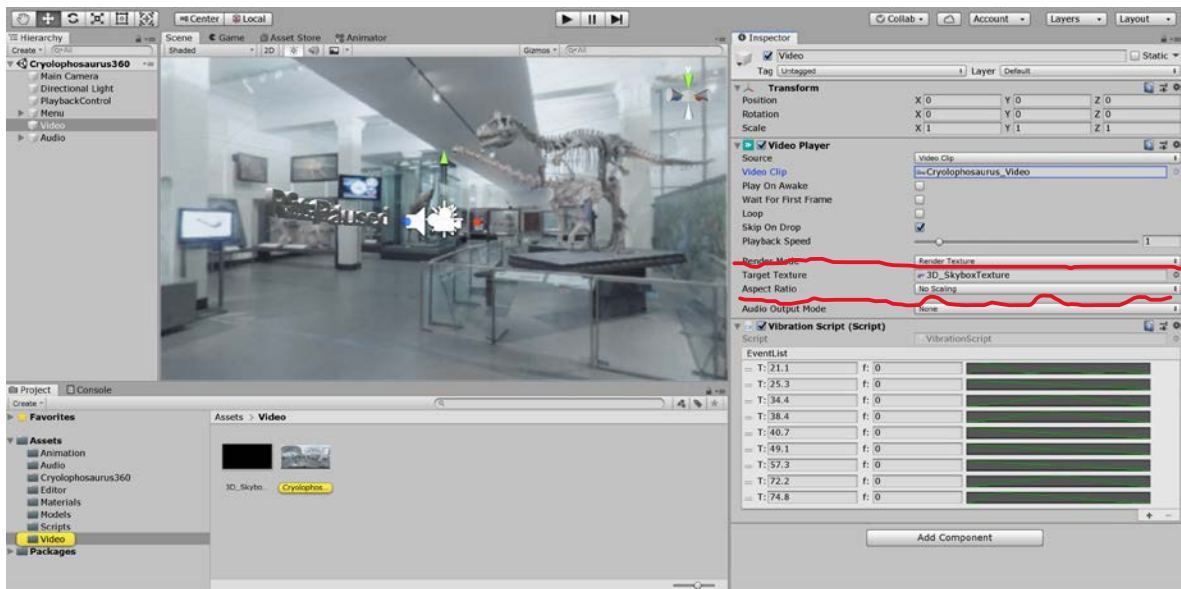 Center Local
Collab Account Layers Layout
Hierarchy
Create All
Cryolophosaurus360
Main Camera
Directional Light
PlaybackControl
Menu
Video
Audio
Scene Game Asset Store Animator
Shaded 2D Gizmos All
Paused
Inspector
Video Static
Tag Untagged Layer Default
Transform
Position X 0 Y 0 Z 0
Rotation X 0 Y 0 Z 0
Scale X 1 Y 1 Z 1
Video Player
Source Video Clip
Video Clip Cryolophosaurus_Video
Play On Awake
Wait For First Frame
Loop
Skip On Drop
Playback Speed 1
Render Mode Render Texture
Target Texture 3D_SkyboxTexture
Aspect Ratio No Scaling
Audio Output Mode None
Vibration Script (Script)
Script VibrationScript
EventList
T: 21.1 f: 0
T: 25.3 f: 0
T: 34.4 f: 0
T: 38.4 f: 0
T: 40.7 f: 0
T: 49.1 f: 0
T: 57.3 f: 0
T: 72.2 f: 0
T: 74.8 f: 0
+ -
Add Component
Project Console
Create
Favorites
Assets
Animation
Audio
Cryolophosaurus360
Editor
Materials
Models
Scripts
Video
Packages
Assets > Video
3D_Skybo... Cryolophos...